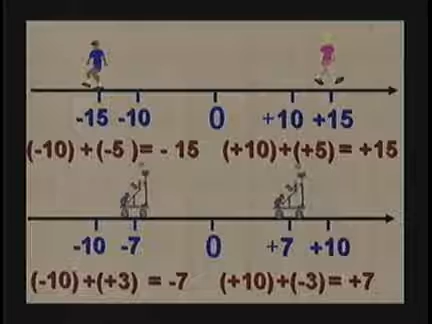 -15 -10 0 +10 +15
(-10) + (-5 )= - 15 (+10)+(+5) = +15
-10 -7 0 +7 +10
(-10)+(+3) = -7 (+10)+(-3)= +7